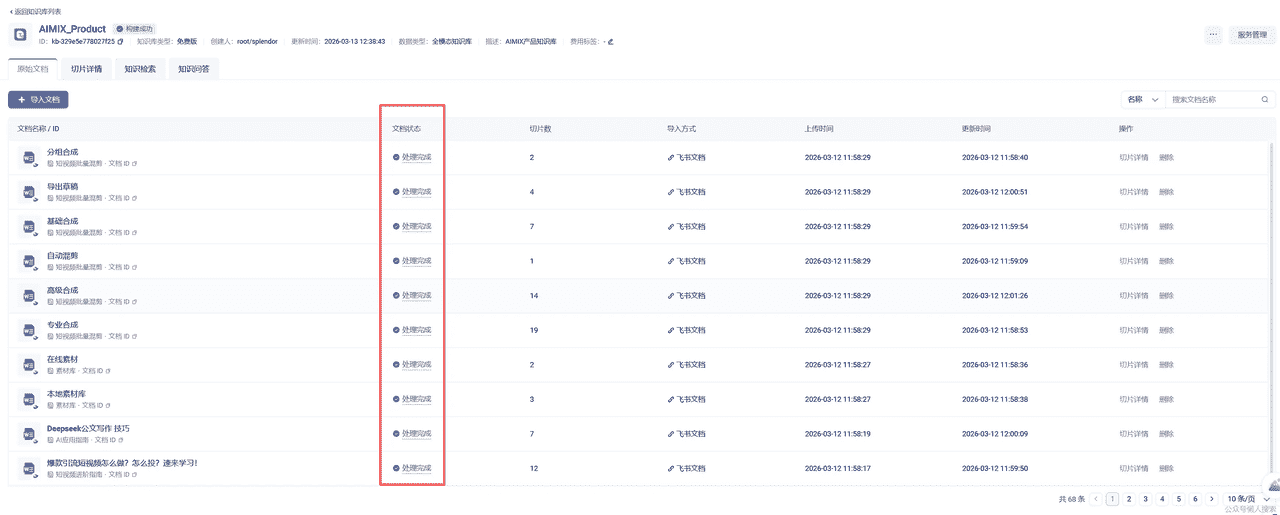 ‹ 返回知识库列表
AIMIX_Product 构建成功
ID: kb-329e5e778027f25 知识库类型: 免费版 创建人: root/splendor 更新时间: 2026-03-13 12:38:43 数据类型: 全模态知识库 描述: AIMIX产品知识库 费用标签: -
... 服务管理
原始文档 切片详情 知识检索 知识问答
+ 导入文档 名称 搜索文档名称
文档名称 / ID 文档状态 切片数 导入方式 上传时间 更新时间 操作
分组合成
短视频批量混剪 · 文档 ID
处理完成 2 飞书文档 2026-03-12 11:58:29 2026-03-12 11:58:40 切片详情 删除
导出草稿
短视频批量混剪 · 文档 ID
处理完成 4 飞书文档 2026-03-12 11:58:29 2026-03-12 12:00:51 切片详情 删除
基础合成
短视频批量混剪 · 文档 ID
处理完成 7 飞书文档 2026-03-12 11:58:29 2026-03-12 11:59:54 切片详情 删除
自动混剪
短视频批量混剪 · 文档 ID
处理完成 1 飞书文档 2026-03-12 11:58:29 2026-03-12 11:59:09 切片详情 删除
高级合成
短视频批量混剪 · 文档 ID
处理完成 14 飞书文档 2026-03-12 11:58:29 2026-03-12 12:01:26 切片详情 删除
专业合成
短视频批量混剪 · 文档 ID
处理完成 19 飞书文档 2026-03-12 11:58:29 2026-03-12 11:58:53 切片详情 删除
在线素材
素材库 · 文档 ID
处理完成 2 飞书文档 2026-03-12 11:58:27 2026-03-12 11:58:36 切片详情 删除
本地素材库
素材库 · 文档 ID
处理完成 3 飞书文档 2026-03-12 11:58:27 2026-03-12 11:58:38 切片详情 删除
Deepseek公文写作 技巧
AI应用指南 · 文档 ID
处理完成 7 飞书文档 2026-03-12 11:58:19 2026-03-12 12:00:09 切片详情 删除
爆款引流短视频怎么做？怎么投？速来学习！
短视频进阶指南 · 文档 ID
处理完成 12 飞书文档 2026-03-12 11:58:17 2026-03-12 11:59:50 切片详情 删除
共 68 条 ‹ 1 2 3 4 5 6 › 10 条/页
公众号懒人搜索